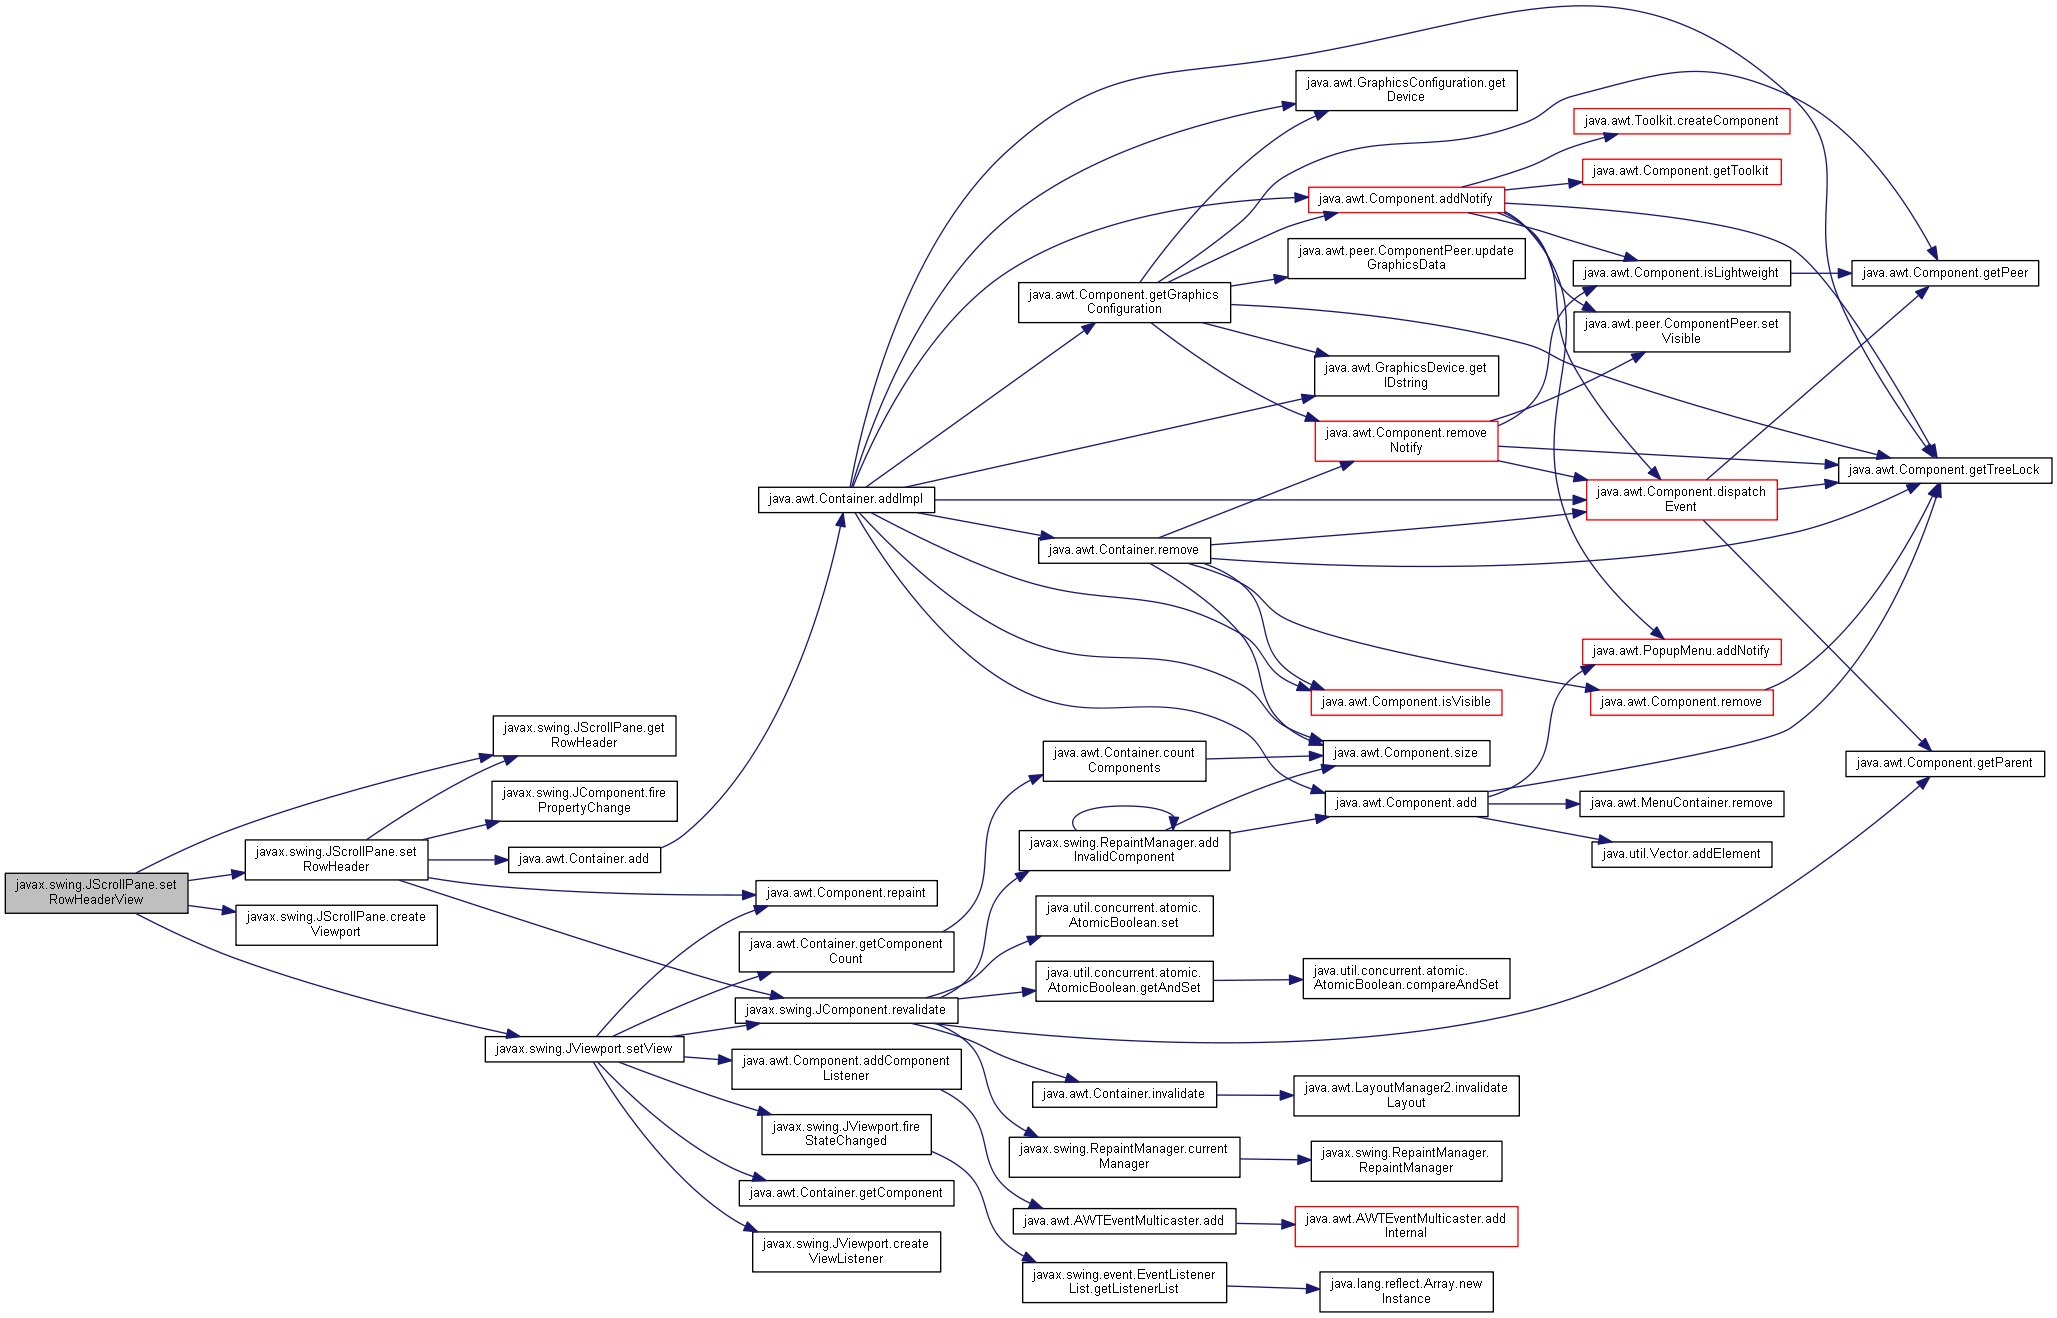 java.awt.GraphicsConfiguration.get
Device
java.awt.Toolkit.createComponent
java.awt.Component.getToolkit
java.awt.Component.addNotify
java.awt.peer.ComponentPeer.update
GraphicsData
java.awt.Component.isLightweight
java.awt.Component.getPeer
java.awt.Component.getGraphics
Configuration
java.awt.peer.ComponentPeer.set
Visible
java.awt.GraphicsDevice.get
IDstring
java.awt.Component.remove
Notify
java.awt.Component.getTreeLock
java.awt.Container.addImpl
java.awt.Component.dispatch
Event
java.awt.Container.remove
java.awt.PopupMenu.addNotify
java.awt.Component.isVisible
java.awt.Component.remove
javax.swing.JScrollPane.get
RowHeader
java.awt.Container.count
Components
java.awt.Component.size
java.awt.Component.getParent
javax.swing.JComponent.fire
PropertyChange
java.awt.Component.add
java.awt.MenuContainer.remove
javax.swing.JScrollPane.set
RowHeader
java.awt.Container.add
javax.swing.RepaintManager.add
InvalidComponent
java.util.Vector.addElement
javax.swing.JScrollPane.set
RowHeaderView
java.awt.Component.repaint
javax.swing.JScrollPane.create
Viewport
java.util.concurrent.atomic.
AtomicBoolean.set
java.awt.Container.getComponent
Count
java.util.concurrent.atomic.
AtomicBoolean.getAndSet
java.util.concurrent.atomic.
AtomicBoolean.compareAndSet
javax.swing.JComponent.revalidate
javax.swing.JViewport.setView
java.awt.Component.addComponent
Listener
java.awt.Container.invalidate
java.awt.LayoutManager2.invalidate
Layout
javax.swing.JViewport.fire
StateChanged
javax.swing.RepaintManager.current
Manager
javax.swing.RepaintManager.
RepaintManager
java.awt.Container.getComponent
java.awt.AWTEventMulticaster.add
java.awt.AWTEventMulticaster.add
Internal
javax.swing.JViewport.create
ViewListener
javax.swing.event.EventListener
List.getListenerList
java.lang.reflect.Array.new
Instance